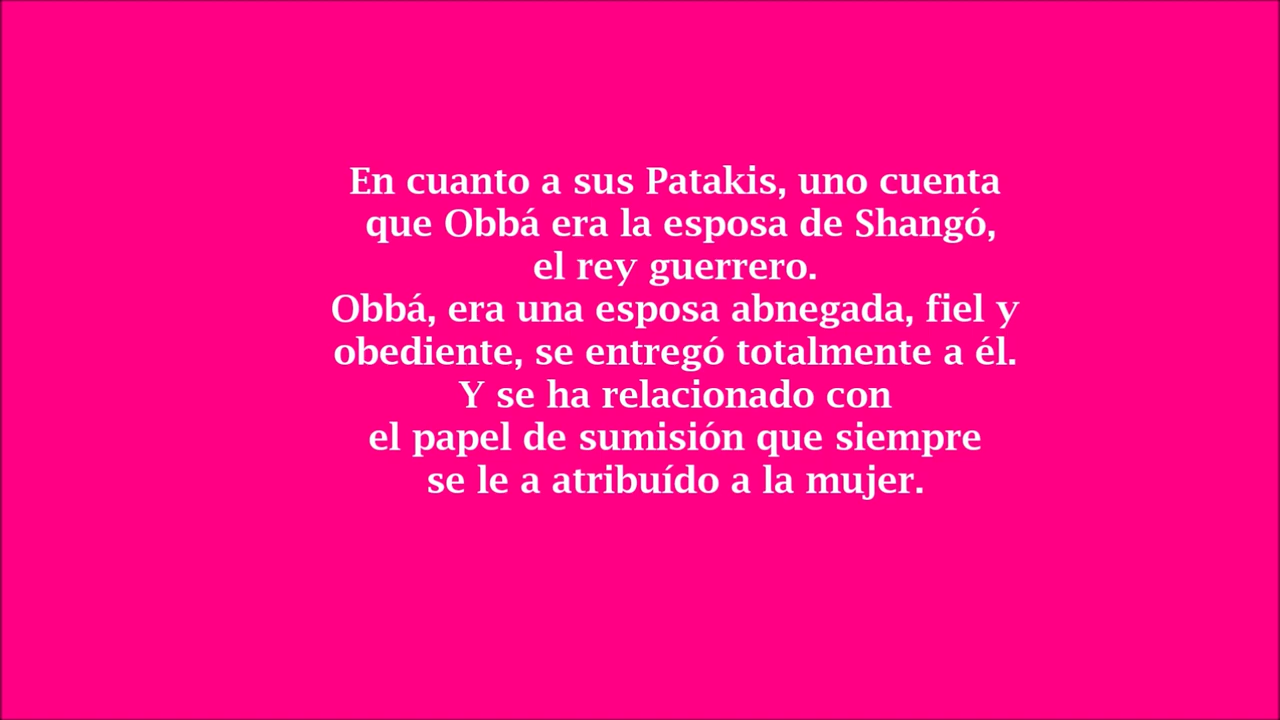 En cuanto a sus Patakis, uno cuenta
que Obbá era la esposa de Shangó,
el rey guerrero.
Obbá, era una esposa abnegada, fiel y
obediente, se entregó totalmente a él.
Y se ha relacionado con
el papel de sumisión que siempre
se le a atribuído a la mujer.